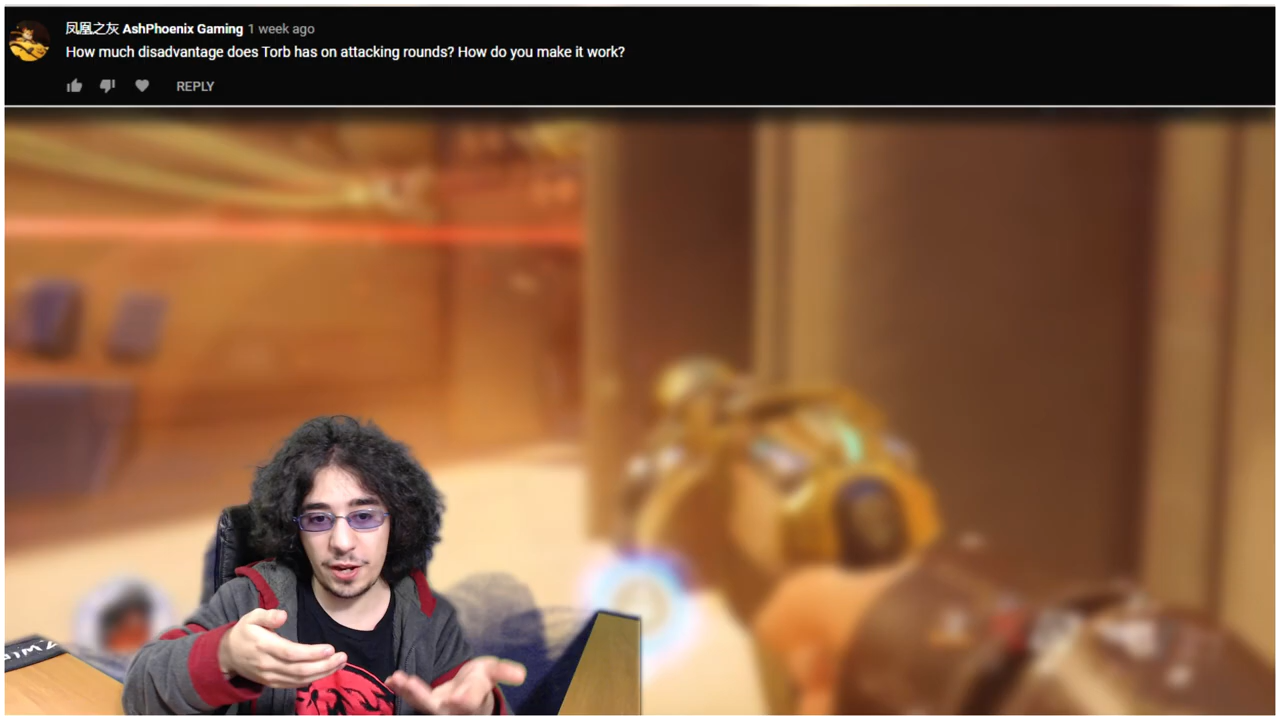 凤凰之灰 AshPhoenix Gaming 1 week ago
How much disadvantage does Torb has on attacking rounds? How do you make it work?
REPLY